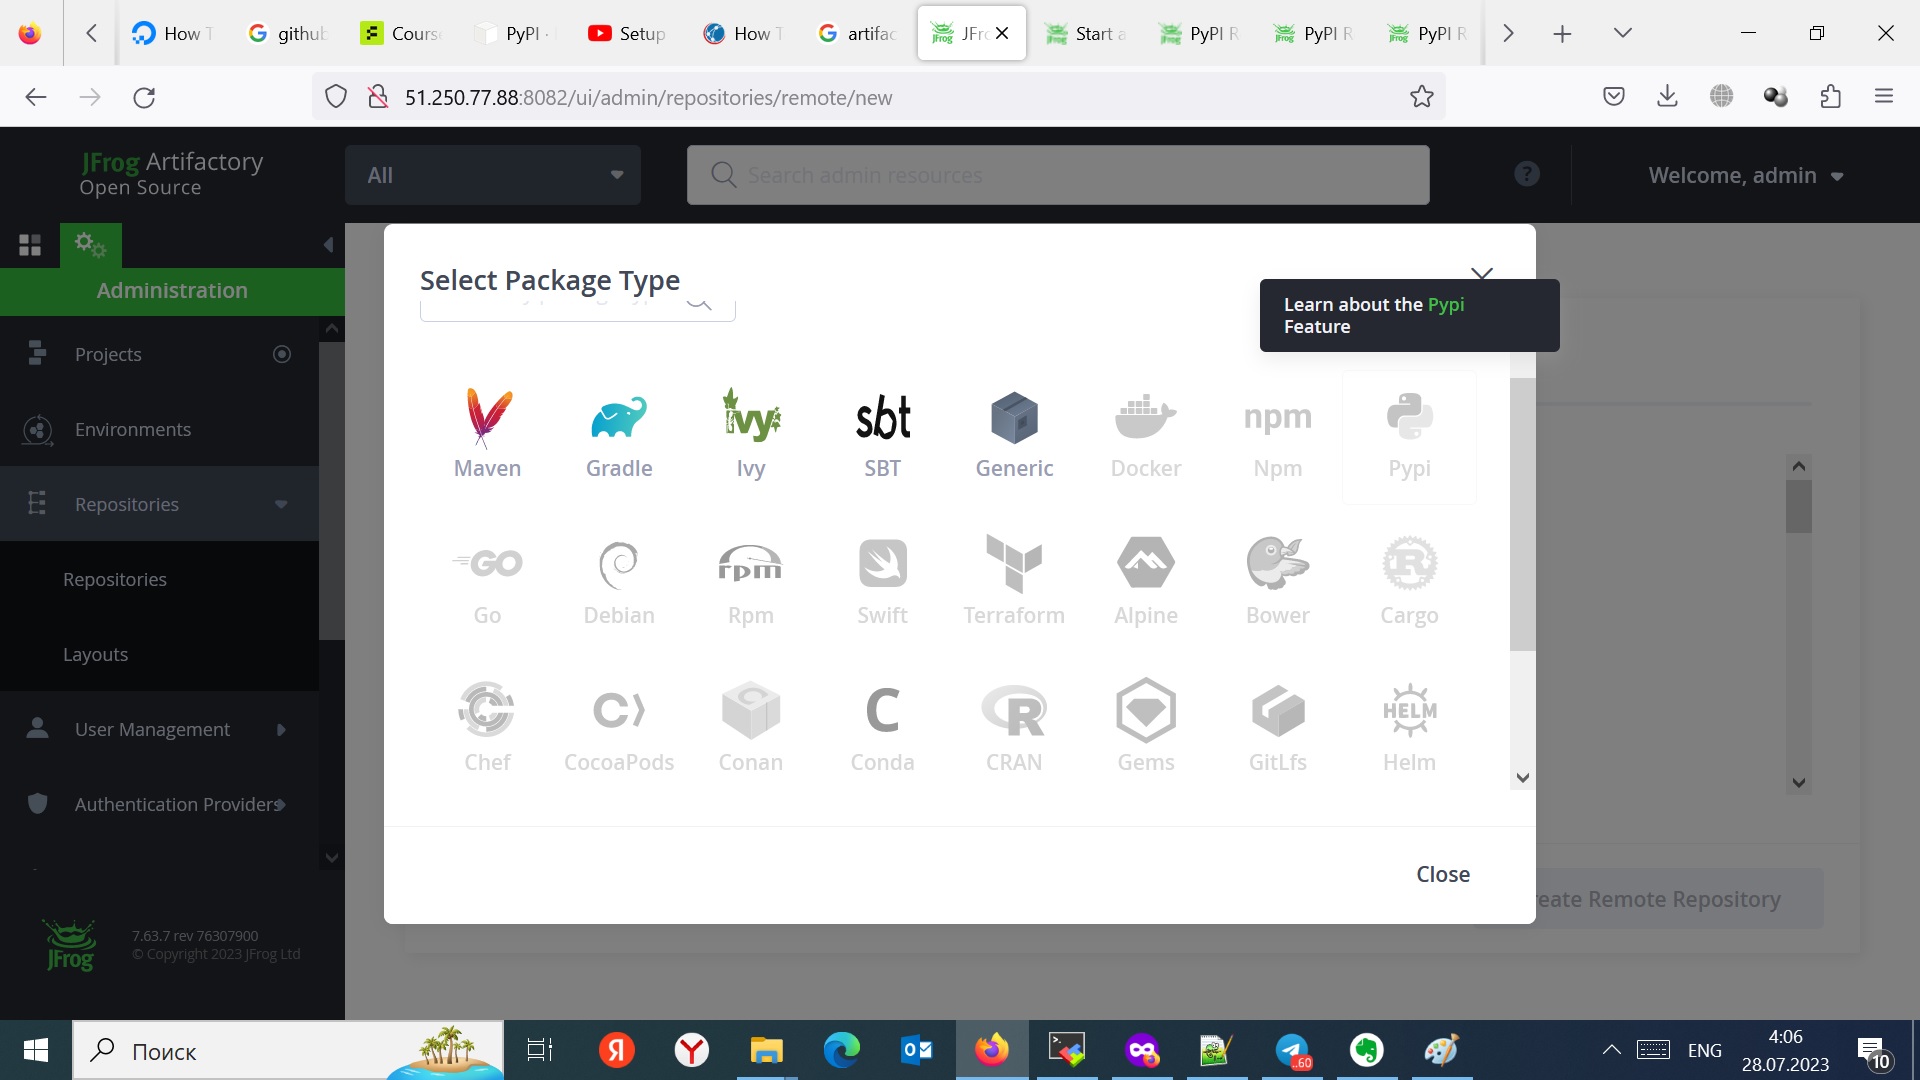 How T
github
Course
PyPI ·
Setup
How T
artifac
JFr
Start a
PyPI R
PyPI R
PyPI R
51.250.77.88:8082/ui/admin/repositories/remote/new
JFrog Artifactory
Open Source
All
Search admin resources
?
Welcome, admin
Administration
Projects
Environments
Repositories
Repositories
Layouts
User Management
Authentication Providers
JFrog
7.63.7 rev 76307900
© Copyright 2023 JFrog Ltd
Select Package Type
Learn about the Pypi
Feature
Maven
Gradle
Ivy
SBT
Generic
Docker
Npm
Pypi
Go
Debian
Rpm
Swift
Terraform
Alpine
Bower
Cargo
Chef
CocoaPods
Conan
Conda
CRAN
Gems
GitLfs
Helm
Close
eate Remote Repository
Поиск
ENG
4:06
28.07.2023
10